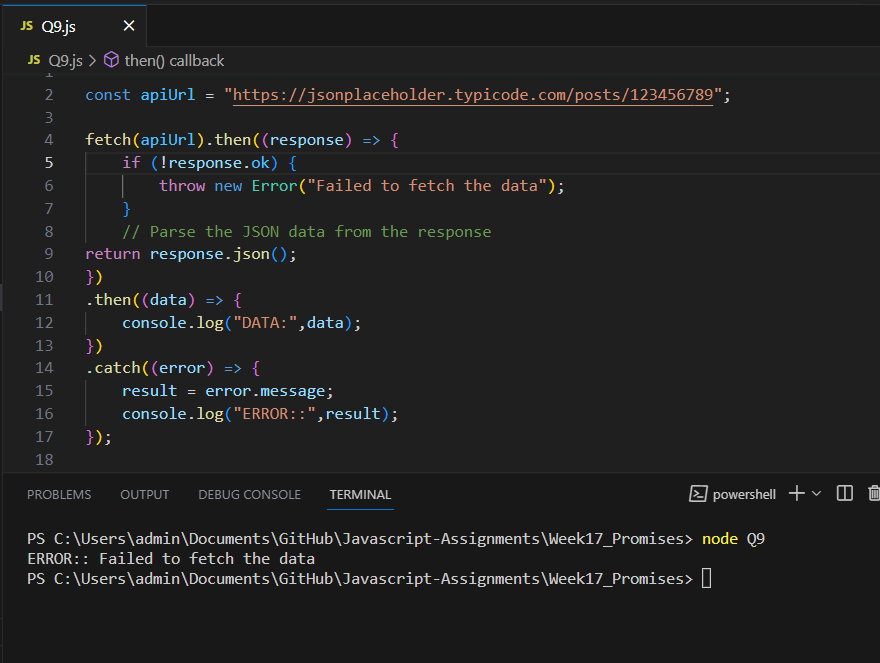 JS Q9.js ×
JS Q9.js > then() callback
1
2 const apiUrl = "https://jsonplaceholder.typicode.com/posts/123456789";
3
4 fetch(apiUrl).then((response) => {
5     if (!response.ok) {
6         throw new Error("Failed to fetch the data");
7     }
8     // Parse the JSON data from the response
9 return response.json();
10 })
11 .then((data) => {
12     console.log("DATA:",data);
13 })
14 .catch((error) => {
15     result = error.message;
16     console.log("ERROR::",result);
17 });
18
PROBLEMS OUTPUT DEBUG CONSOLE TERMINAL powershell
PS C:\Users\admin\Documents\GitHub\Javascript-Assignments\Week17_Promises> node Q9
ERROR:: Failed to fetch the data
PS C:\Users\admin\Documents\GitHub\Javascript-Assignments\Week17_Promises>